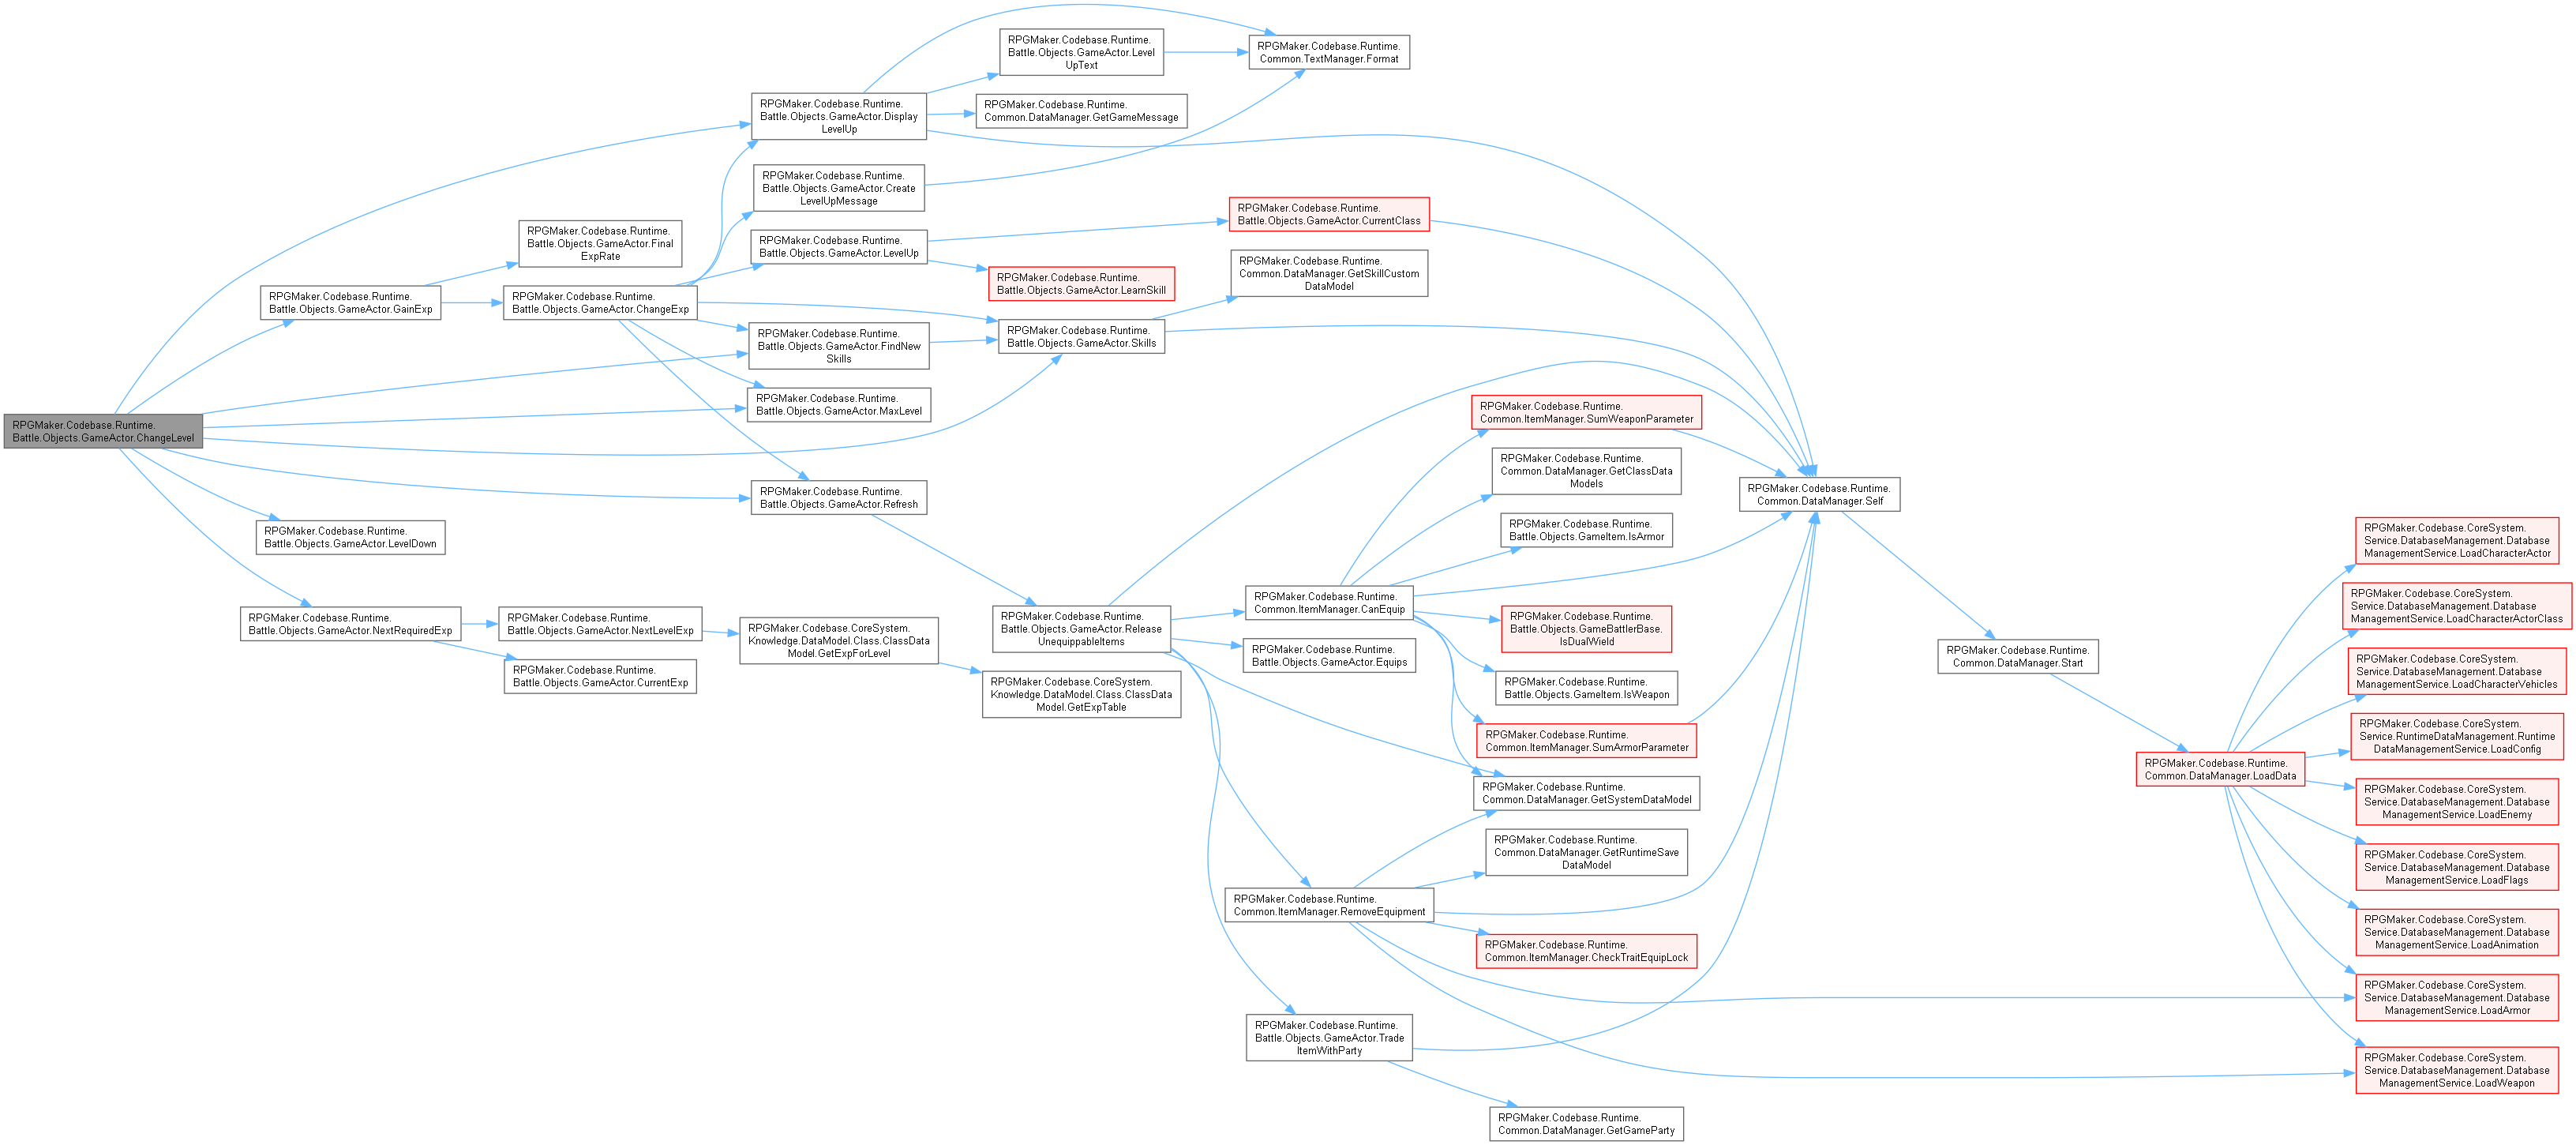 RPGMaker.Codebase.Runtime.
Battle.Objects.GameActor.ChangeLevel
RPGMaker.Codebase.Runtime.
Battle.Objects.GameActor.GainExp
RPGMaker.Codebase.Runtime.
Battle.Objects.GameActor.LevelDown
RPGMaker.Codebase.Runtime.
Battle.Objects.GameActor.NextRequiredExp
RPGMaker.Codebase.Runtime.
Battle.Objects.GameActor.Final
ExpRate
RPGMaker.Codebase.Runtime.
Battle.Objects.GameActor.ChangeExp
RPGMaker.Codebase.Runtime.
Battle.Objects.GameActor.NextLevelExp
RPGMaker.Codebase.Runtime.
Battle.Objects.GameActor.CurrentExp
RPGMaker.Codebase.Runtime.
Battle.Objects.GameActor.Display
LevelUp
RPGMaker.Codebase.Runtime.
Battle.Objects.GameActor.Create
LevelUpMessage
RPGMaker.Codebase.Runtime.
Battle.Objects.GameActor.LevelUp
RPGMaker.Codebase.Runtime.
Battle.Objects.GameActor.FindNew
Skills
RPGMaker.Codebase.Runtime.
Battle.Objects.GameActor.MaxLevel
RPGMaker.Codebase.Runtime.
Battle.Objects.GameActor.Refresh
RPGMaker.Codebase.CoreSystem.
Knowledge.DataModel.Class.ClassData
Model.GetExpForLevel
RPGMaker.Codebase.Runtime.
Battle.Objects.GameActor.Level
UpText
RPGMaker.Codebase.Runtime.
Common.DataManager.GetGameMessage
RPGMaker.Codebase.Runtime.
Battle.Objects.GameActor.LearnSkill
RPGMaker.Codebase.Runtime.
Battle.Objects.GameActor.Skills
RPGMaker.Codebase.Runtime.
Battle.Objects.GameActor.Release
UnequippableItems
RPGMaker.Codebase.CoreSystem.
Knowledge.DataModel.Class.ClassData
Model.GetExpTable
RPGMaker.Codebase.Runtime.
Common.TextManager.Format
RPGMaker.Codebase.Runtime.
Battle.Objects.GameActor.CurrentClass
RPGMaker.Codebase.Runtime.
Common.DataManager.GetSkillCustom
DataModel
RPGMaker.Codebase.Runtime.
Common.ItemManager.CanEquip
RPGMaker.Codebase.Runtime.
Battle.Objects.GameActor.Equips
RPGMaker.Codebase.Runtime.
Common.ItemManager.RemoveEquipment
RPGMaker.Codebase.Runtime.
Battle.Objects.GameActor.Trade
ItemWithParty
RPGMaker.Codebase.Runtime.
Common.ItemManager.SumWeaponParameter
RPGMaker.Codebase.Runtime.
Common.DataManager.GetClassData
Models
RPGMaker.Codebase.Runtime.
Battle.Objects.GameItem.IsArmor
RPGMaker.Codebase.Runtime.
Battle.Objects.GameBattlerBase.
IsDualWield
RPGMaker.Codebase.Runtime.
Battle.Objects.GameItem.IsWeapon
RPGMaker.Codebase.Runtime.
Common.ItemManager.SumArmorParameter
RPGMaker.Codebase.Runtime.
Common.DataManager.GetSystemDataModel
RPGMaker.Codebase.Runtime.
Common.DataManager.GetRuntimeSave
DataModel
RPGMaker.Codebase.Runtime.
Common.ItemManager.CheckTraitEquipLock
RPGMaker.Codebase.Runtime.
Common.DataManager.GetGameParty
RPGMaker.Codebase.Runtime.
Common.DataManager.Self
RPGMaker.Codebase.Runtime.
Common.DataManager.Start
RPGMaker.Codebase.Runtime.
Common.DataManager.LoadData
RPGMaker.Codebase.CoreSystem.
Service.DatabaseManagement.Database
ManagementService.LoadCharacterActor
RPGMaker.Codebase.CoreSystem.
Service.DatabaseManagement.Database
ManagementService.LoadCharacterActorClass
RPGMaker.Codebase.CoreSystem.
Service.DatabaseManagement.Database
ManagementService.LoadCharacterVehicles
RPGMaker.Codebase.CoreSystem.
Service.RuntimeDataManagement.Runtime
DataManagementService.LoadConfig
RPGMaker.Codebase.CoreSystem.
Service.DatabaseManagement.Database
ManagementService.LoadEnemy
RPGMaker.Codebase.CoreSystem.
Service.DatabaseManagement.Database
ManagementService.LoadFlags
RPGMaker.Codebase.CoreSystem.
Service.DatabaseManagement.Database
ManagementService.LoadAnimation
RPGMaker.Codebase.CoreSystem.
Service.DatabaseManagement.Database
ManagementService.LoadArmor
RPGMaker.Codebase.CoreSystem.
Service.DatabaseManagement.Database
ManagementService.LoadWeapon